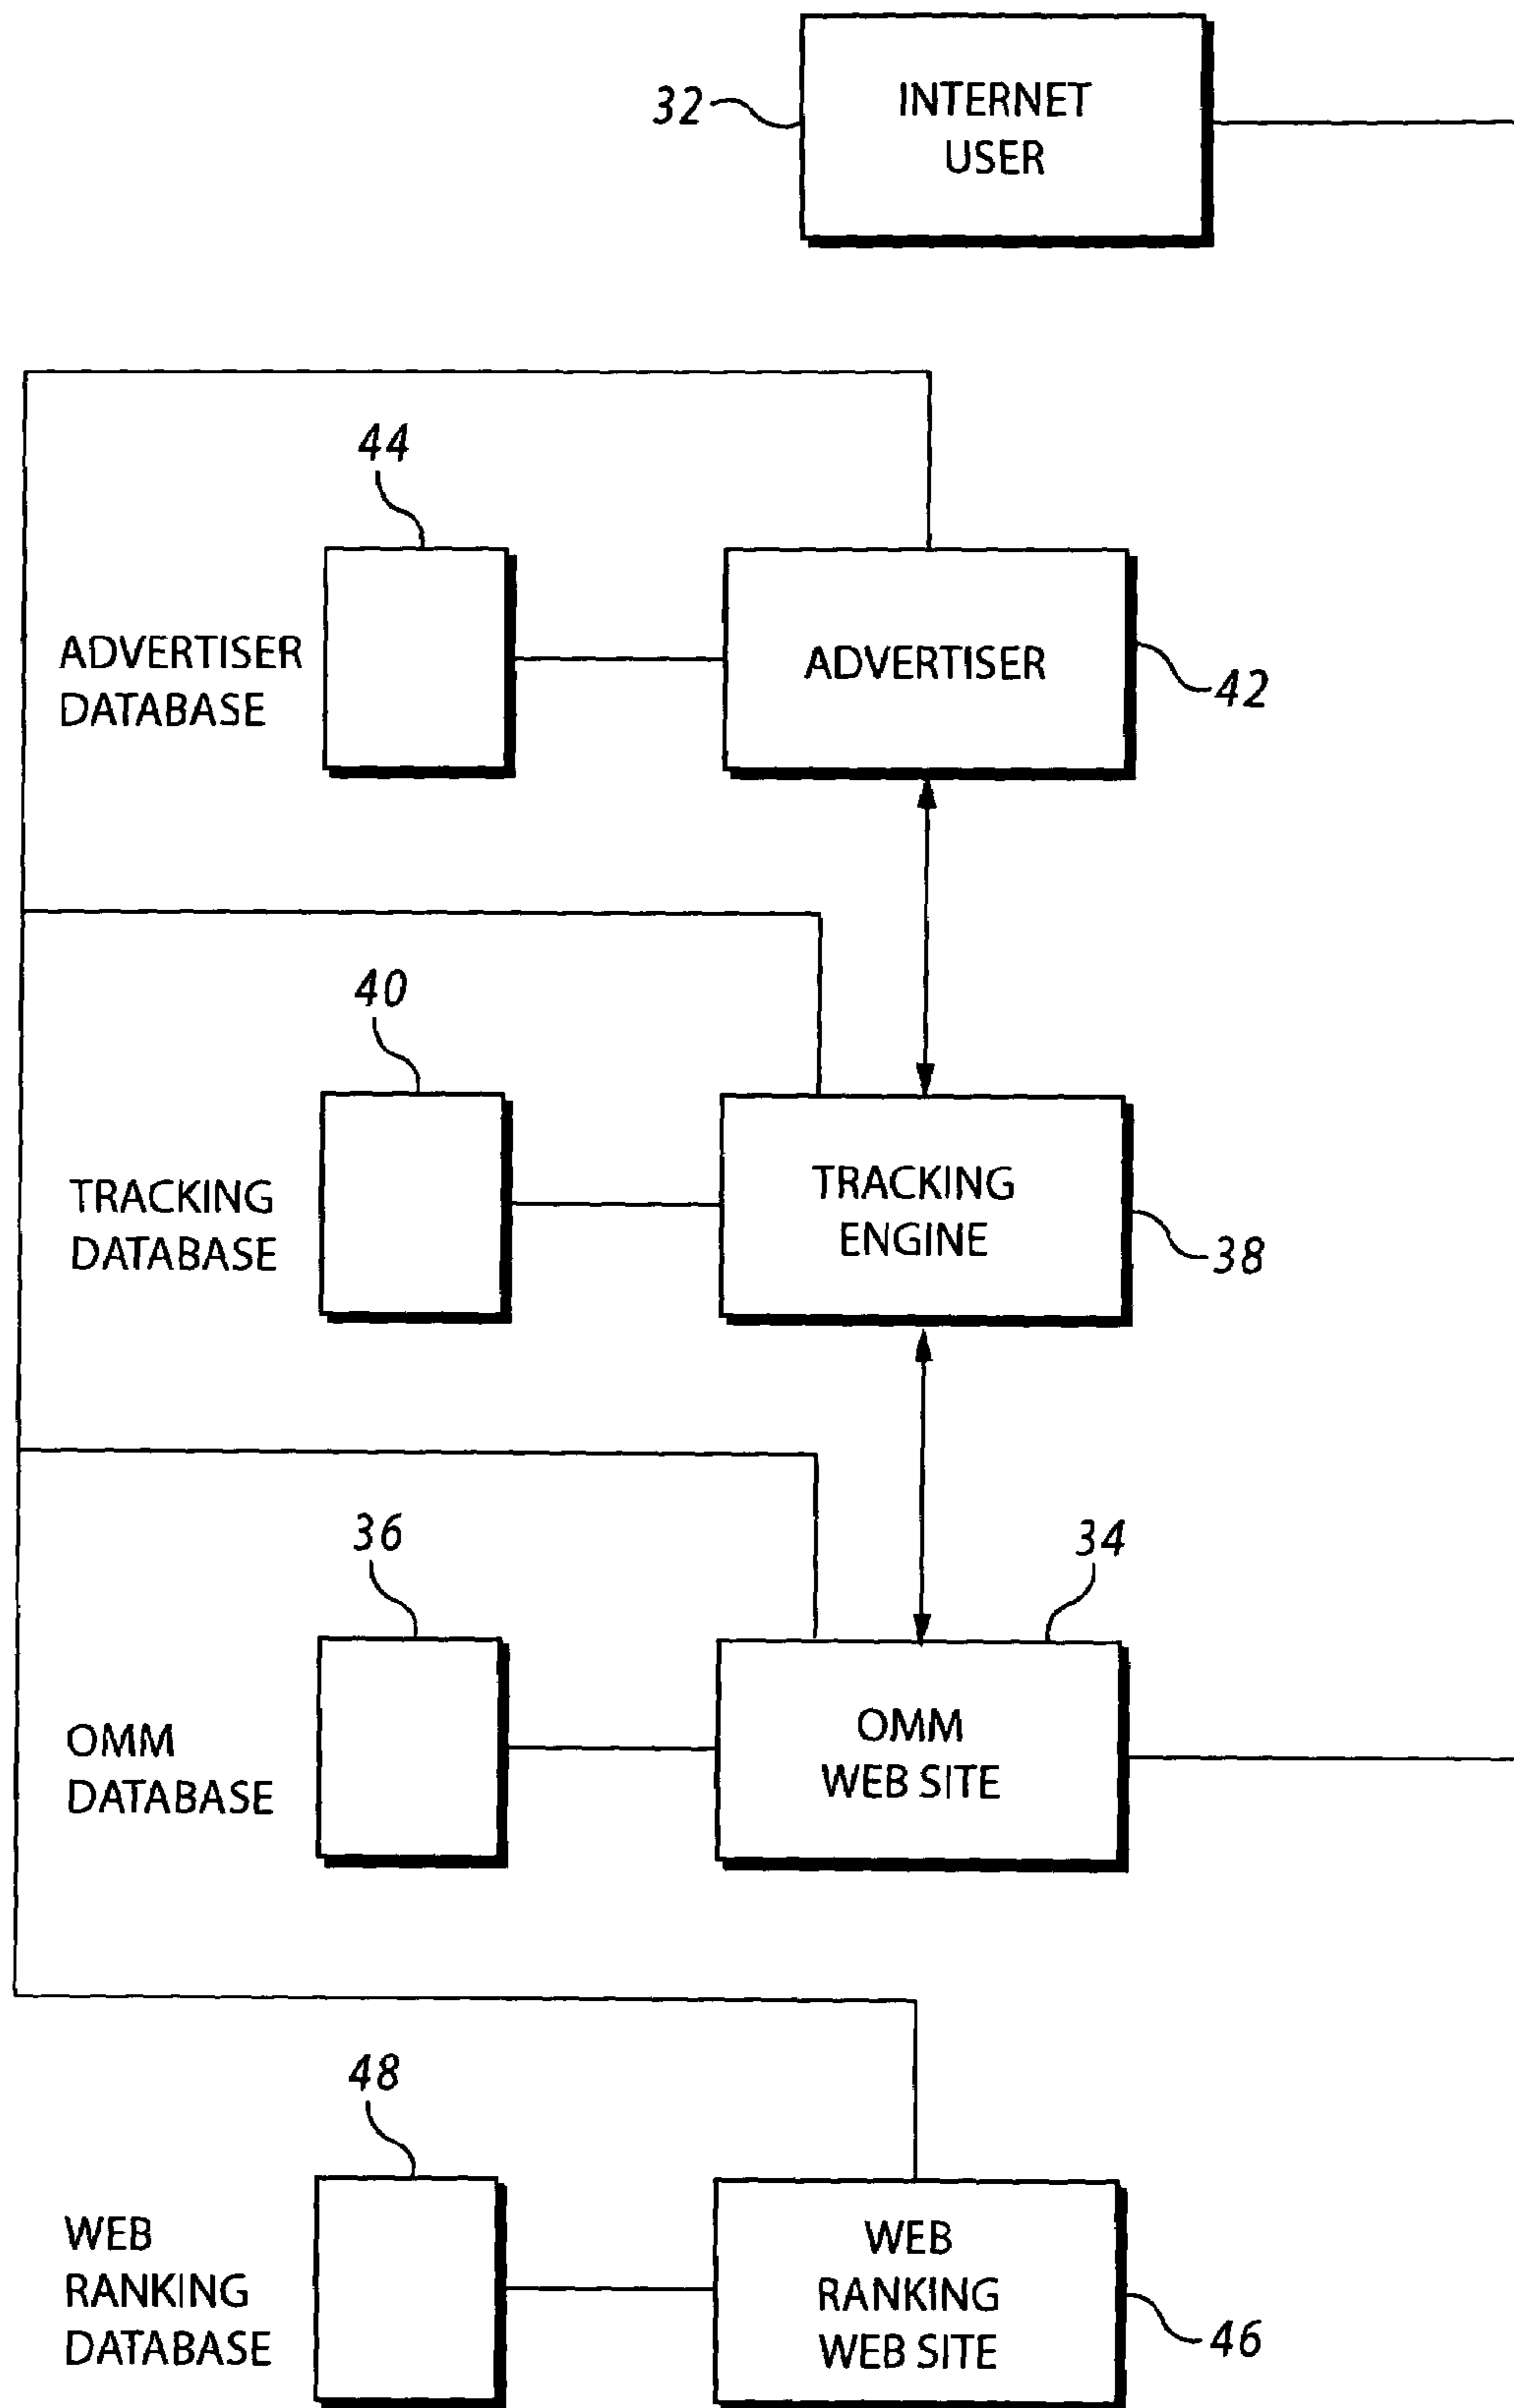 32
INTERNET
USER
44
ADVERTISER
DATABASE
ADVERTISER
42
40
TRACKING
DATABASE
TRACKING
ENGINE
38
36
34
OMM
DATABASE
OMM
WEB SITE
48
WEB
RANKING
DATABASE
WEB
RANKING
WEB SITE
46